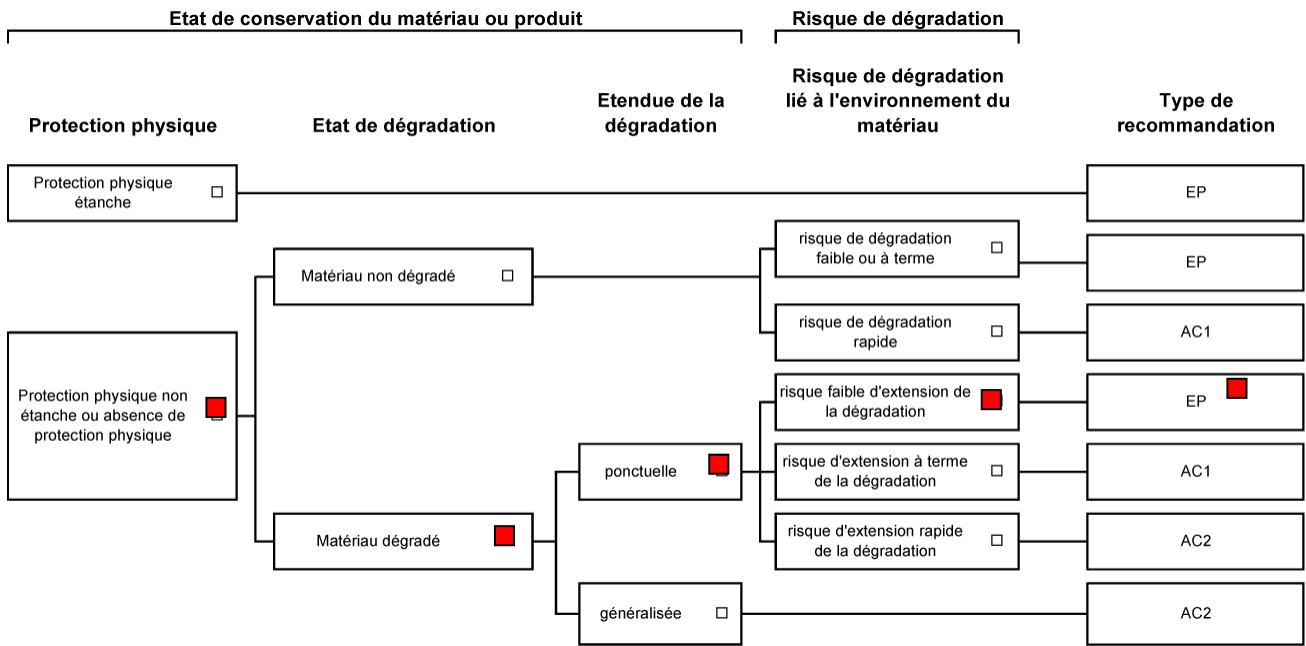 Etat de conservation du matériau ou produit
Risque de dégradation
Protection physique
Etat de dégradation
Etendue de la
dégradation
Risque de dégradation
lié à l'environnement du
matériau
Type de
recommandation
Protection physique
étanche
EP
Matériau non dégradé
risque de dégradation
faible ou à terme
EP
risque de dégradation
rapide
AC1
Protection physique non
étanche ou absence de
protection physique
risque faible d'extension de
la dégradation
EP
ponctuelle
risque d'extension à terme
de la dégradation
AC1
Matériau dégradé
risque d'extension rapide
de la dégradation
AC2
généralisée
AC2